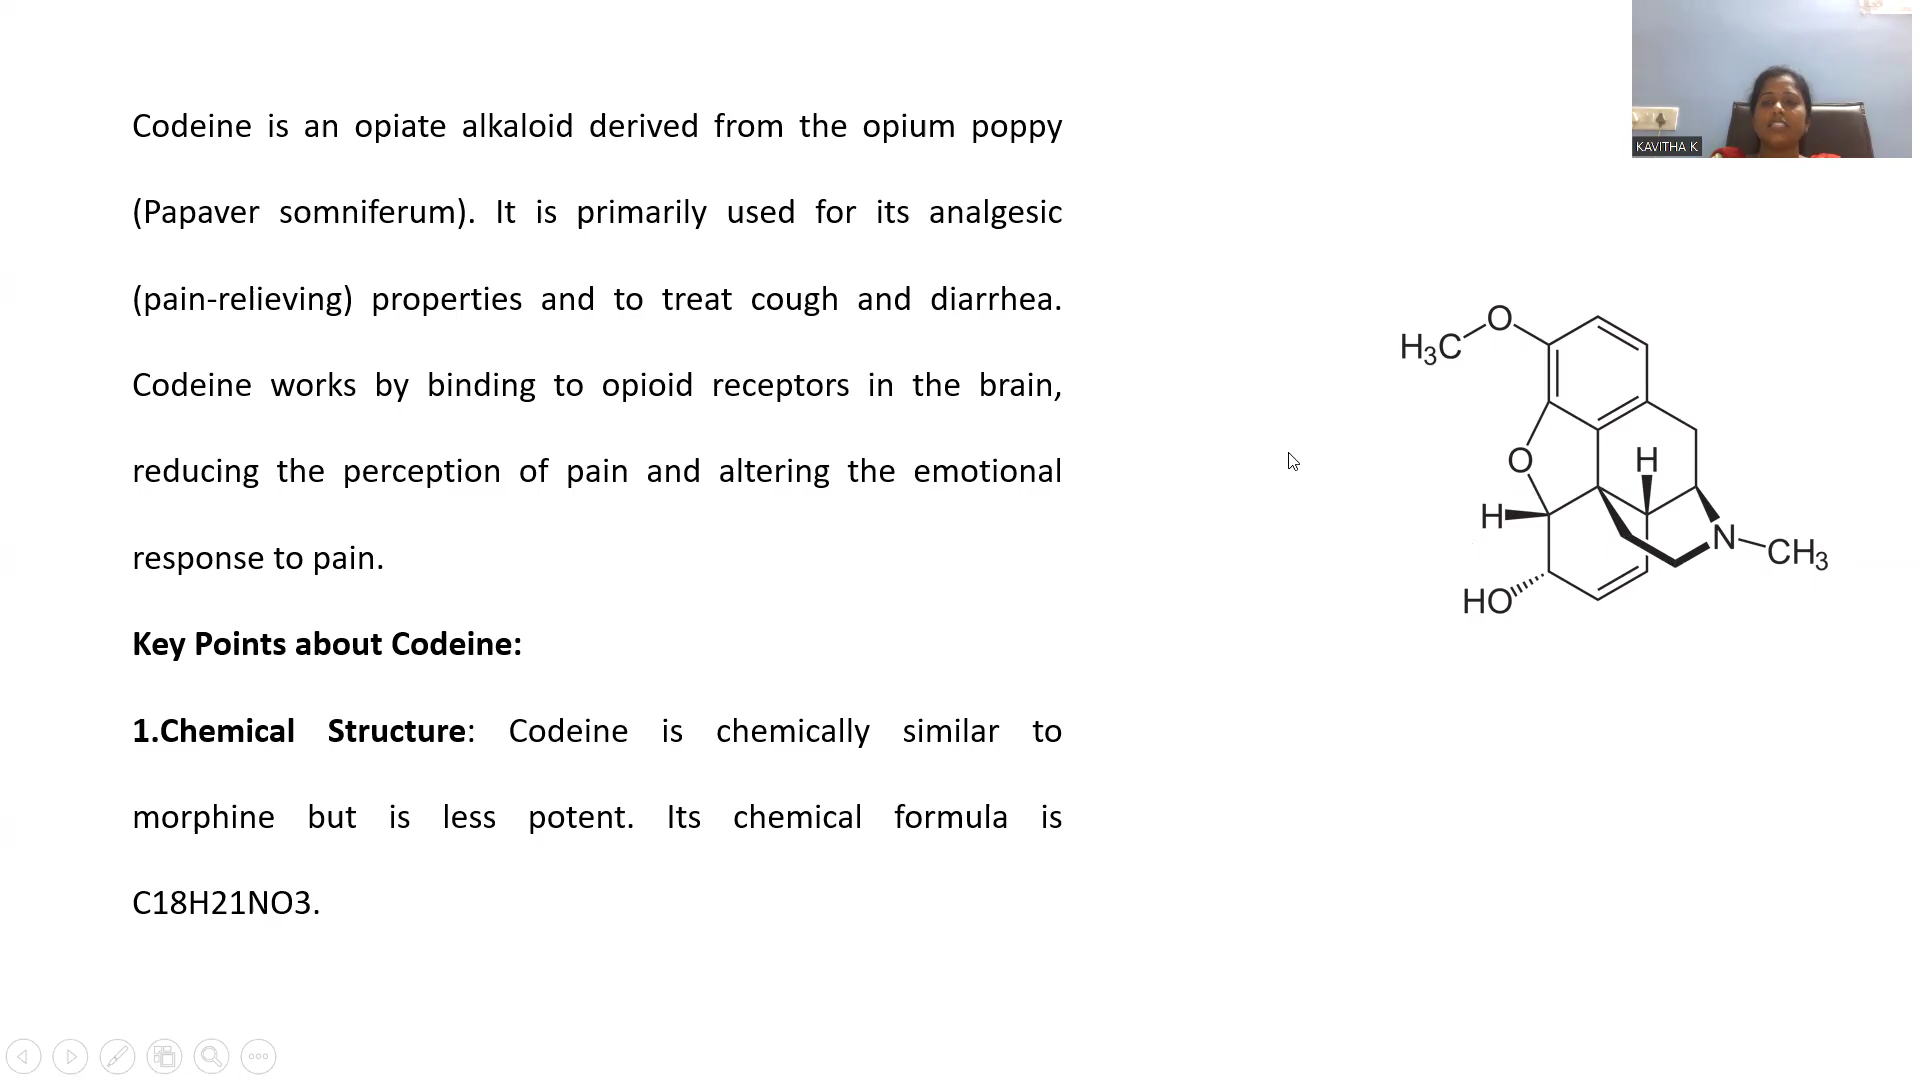 Codeine is an opiate alkaloid derived from the opium poppy
(Papaver somniferum). It is primarily used for its analgesic
(pain-relieving) properties and to treat cough and diarrhea.
Codeine works by binding to opioid receptors in the brain,
reducing the perception of pain and altering the emotional
response to pain.
Key Points about Codeine:
1.Chemical Structure: Codeine is chemically similar to
morphine but is less potent. Its chemical formula is
C18H21NO3.
KAVITHA K
O
H3C
O
H
H
N
CH3
HO